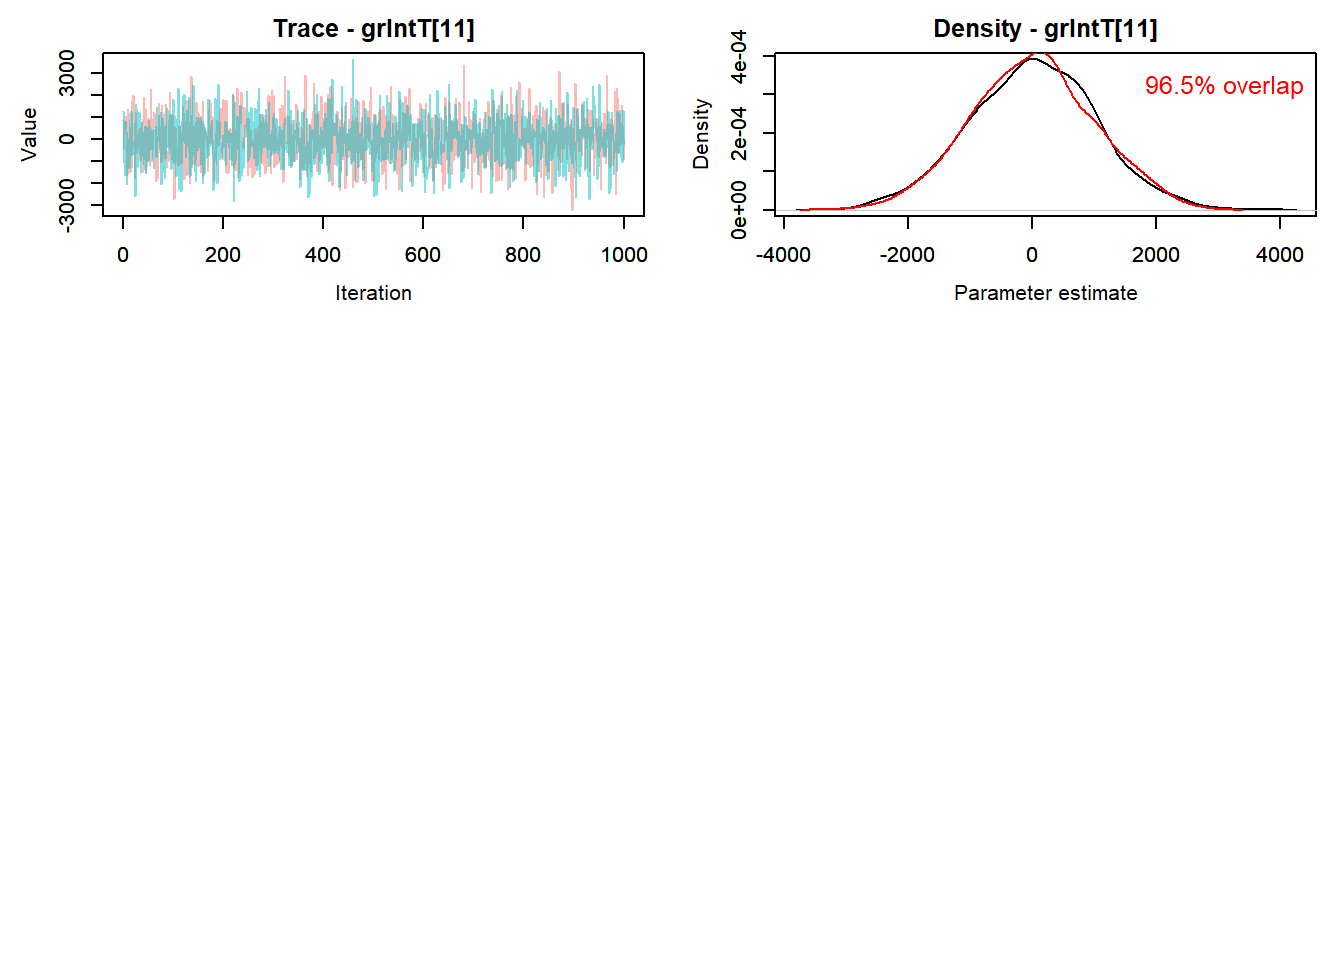 Trace - grIntT[11]
Value
3000
0
-3000
0
200
400
600
800
1000
Iteration
Density - grIntT[11]
96.5% overlap
Density
4e-04
2e-04
0e+00
-4000
-2000
0
2000
4000
Parameter estimate